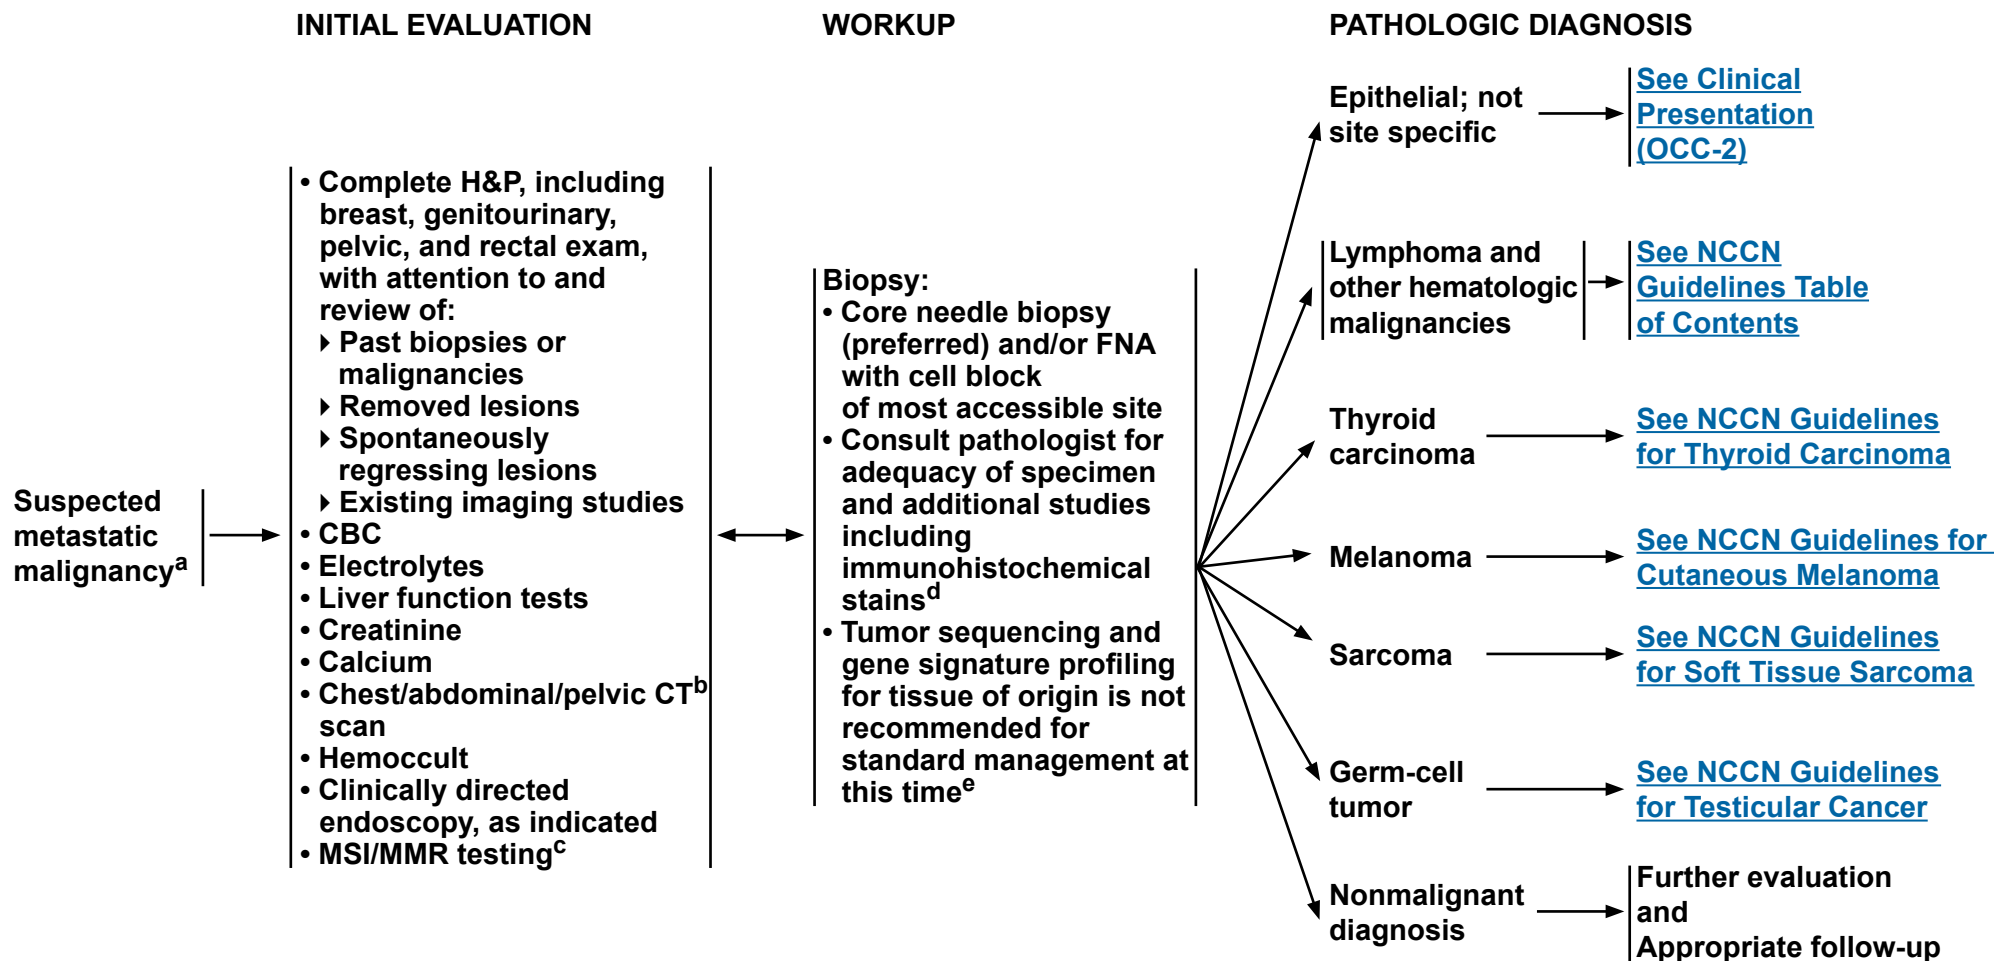 INITIAL EVALUATION
WORKUP
PATHOLOGIC DIAGNOSIS
Suspected
metastatic
malignancyᵃ
• Complete H&P, including
breast, genitourinary,
pelvic, and rectal exam,
with attention to and
review of:
▸ Past biopsies or
malignancies
▸ Removed lesions
▸ Spontaneously
regressing lesions
▸ Existing imaging studies
• CBC
• Electrolytes
• Liver function tests
• Creatinine
• Calcium
• Chest/abdominal/pelvic CTᵇ
scan
• Hemoccult
• Clinically directed
endoscopy, as indicated
• MSI/MMR testingᶜ
Biopsy:
• Core needle biopsy
(preferred) and/or FNA
with cell block
of most accessible site
• Consult pathologist for
adequacy of specimen
and additional studies
including
immunohistochemical
stainsᵈ
• Tumor sequencing and
gene signature profiling
for tissue of origin is not
recommended for
standard management at
this timeᵉ
Epithelial; not
site specific
See Clinical
Presentation
(OCC-2)
Lymphoma and
other hematologic
malignancies
See NCCN
Guidelines Table
of Contents
Thyroid
carcinoma
See NCCN Guidelines
for Thyroid Carcinoma
Melanoma
See NCCN Guidelines for
Cutaneous Melanoma
Sarcoma
See NCCN Guidelines
for Soft Tissue Sarcoma
Germ-cell
tumor
See NCCN Guidelines
for Testicular Cancer
Nonmalignant
diagnosis
Further evaluation
and
Appropriate follow-up